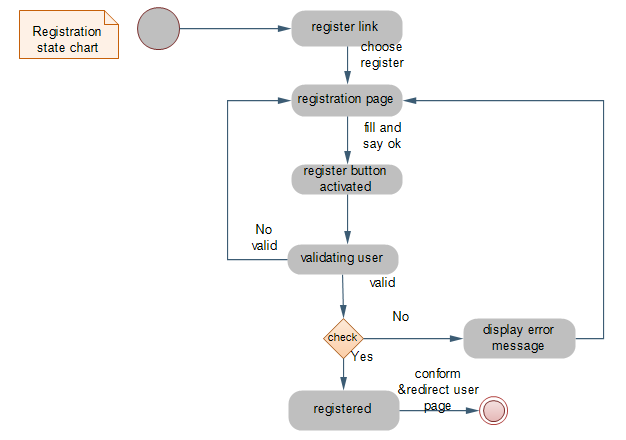 Registration
state chart
register link
choose
register
registration page
fill and
say ok
register button
activated
No
valid
validating user
valid
check
No
display error
message
Yes
registered
conform
&redirect user
page